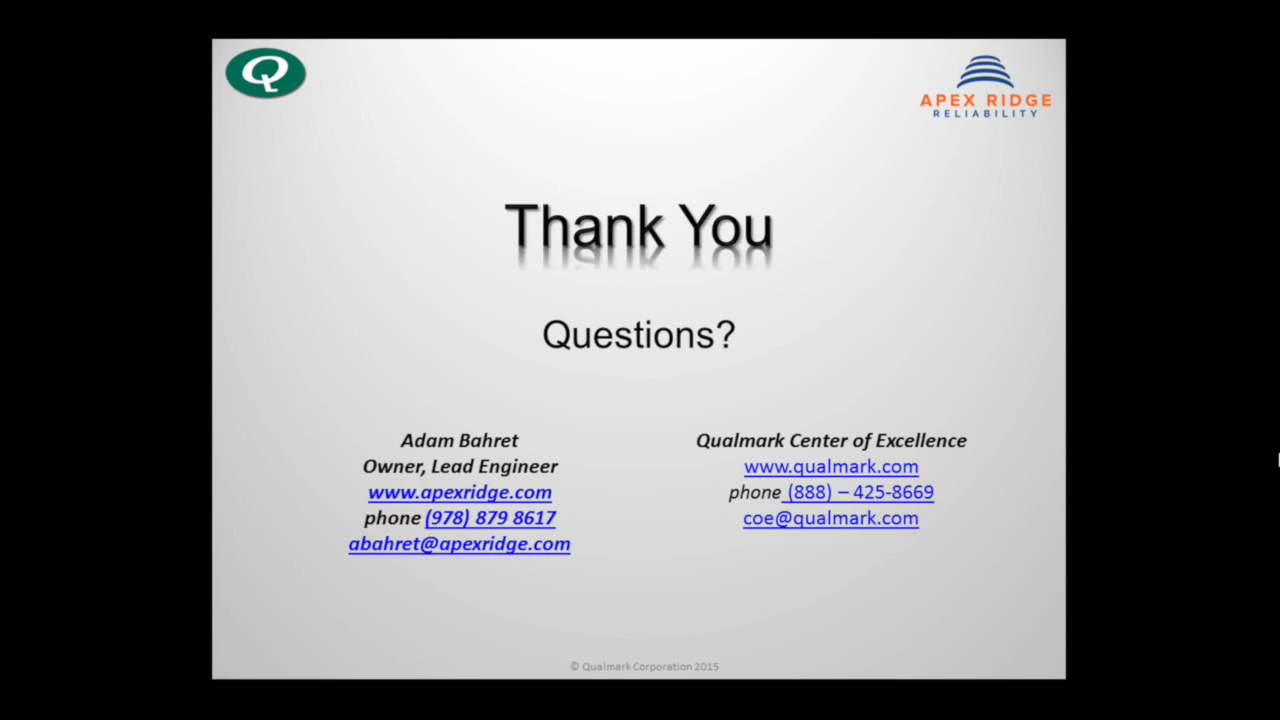 Q
APEX RIDGE
RELIABILITY
Thank You
Questions?
Adam Bahret
Owner, Lead Engineer
www.apexridge.com
phone (978) 879 8617
abahret@apexridge.com
Qualmark Center of Excellence
www.qualmark.com
phone (888) – 425-8669
coe@qualmark.com
© Qualmark Corporation 2015